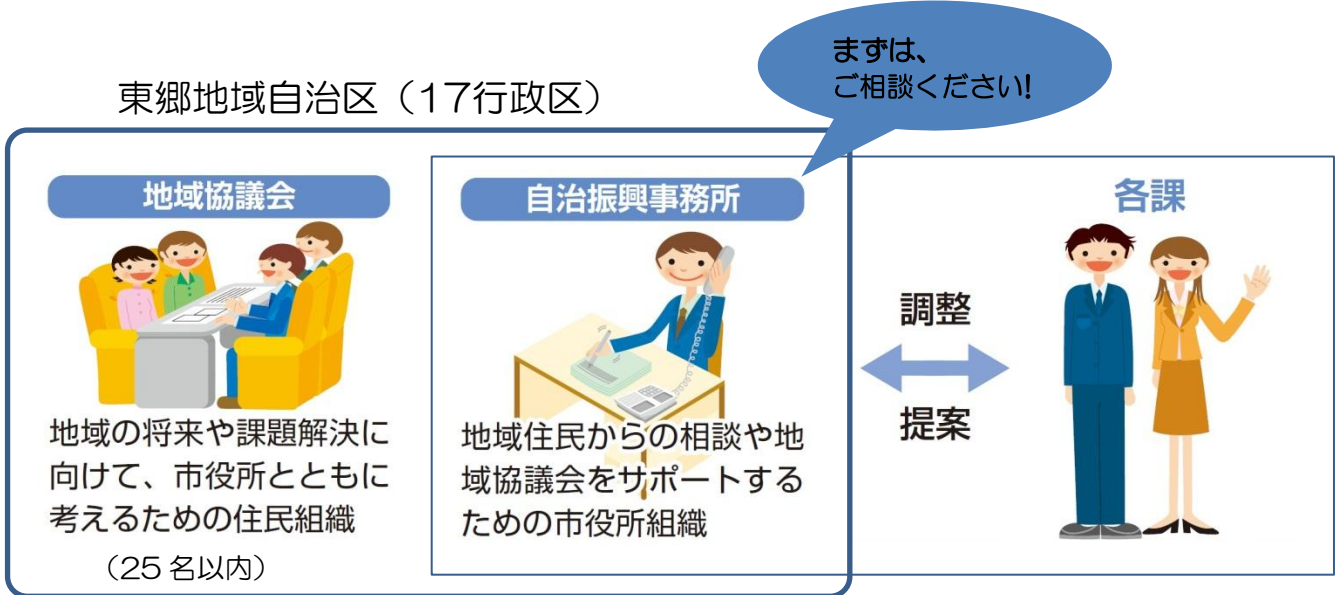 まずは、
ご相談ください!
東郷地域自治区（17行政区）
地域協議会
地域の将来や課題解決に
向けて、市役所とともに
考えるための住民組織
（25 名以内）
自治振興事務所
地域住民からの相談や地
域協議会をサポートする
ための市役所組織
調整
提案
各課